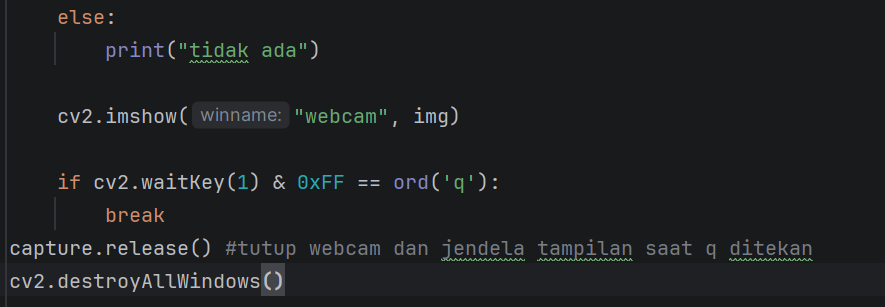 else:
print("tidak ada")
cv2.imshow( winname: "webcam", img)
if cv2.waitKey(1) & 0xFF == ord('q'):
break
capture.release() #tutup webcam dan jendela tampilan saat q ditekan
cv2.destroyAllWindows()